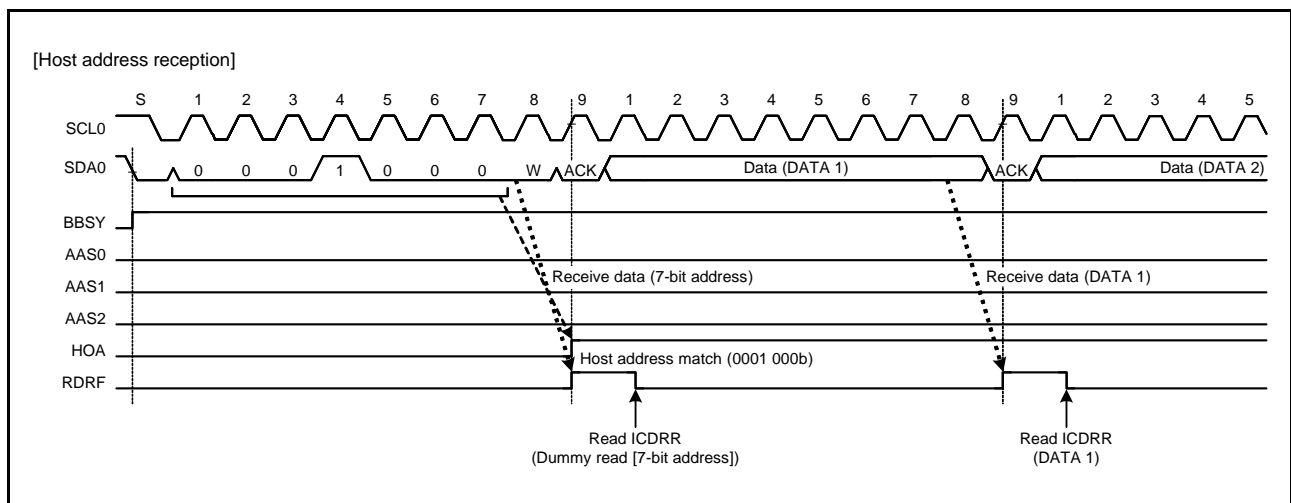 [Host address reception]
S 1 2 3 4 5 6 7 8 9 1 2 3 4 5 6 7 8 9 1 2 3 4 5
SCL0
SDA0 0 0 0 1 0 0 0 W ACK Data (DATA 1) ACK Data (DATA 2)
BBSY
AAS0
Receive data (7-bit address) Receive data (DATA 1)
AAS1
AAS2
HOA
Host address match (0001 000b)
RDRF
Read ICDRR Read ICDRR
(Dummy read [7-bit address]) (DATA 1)